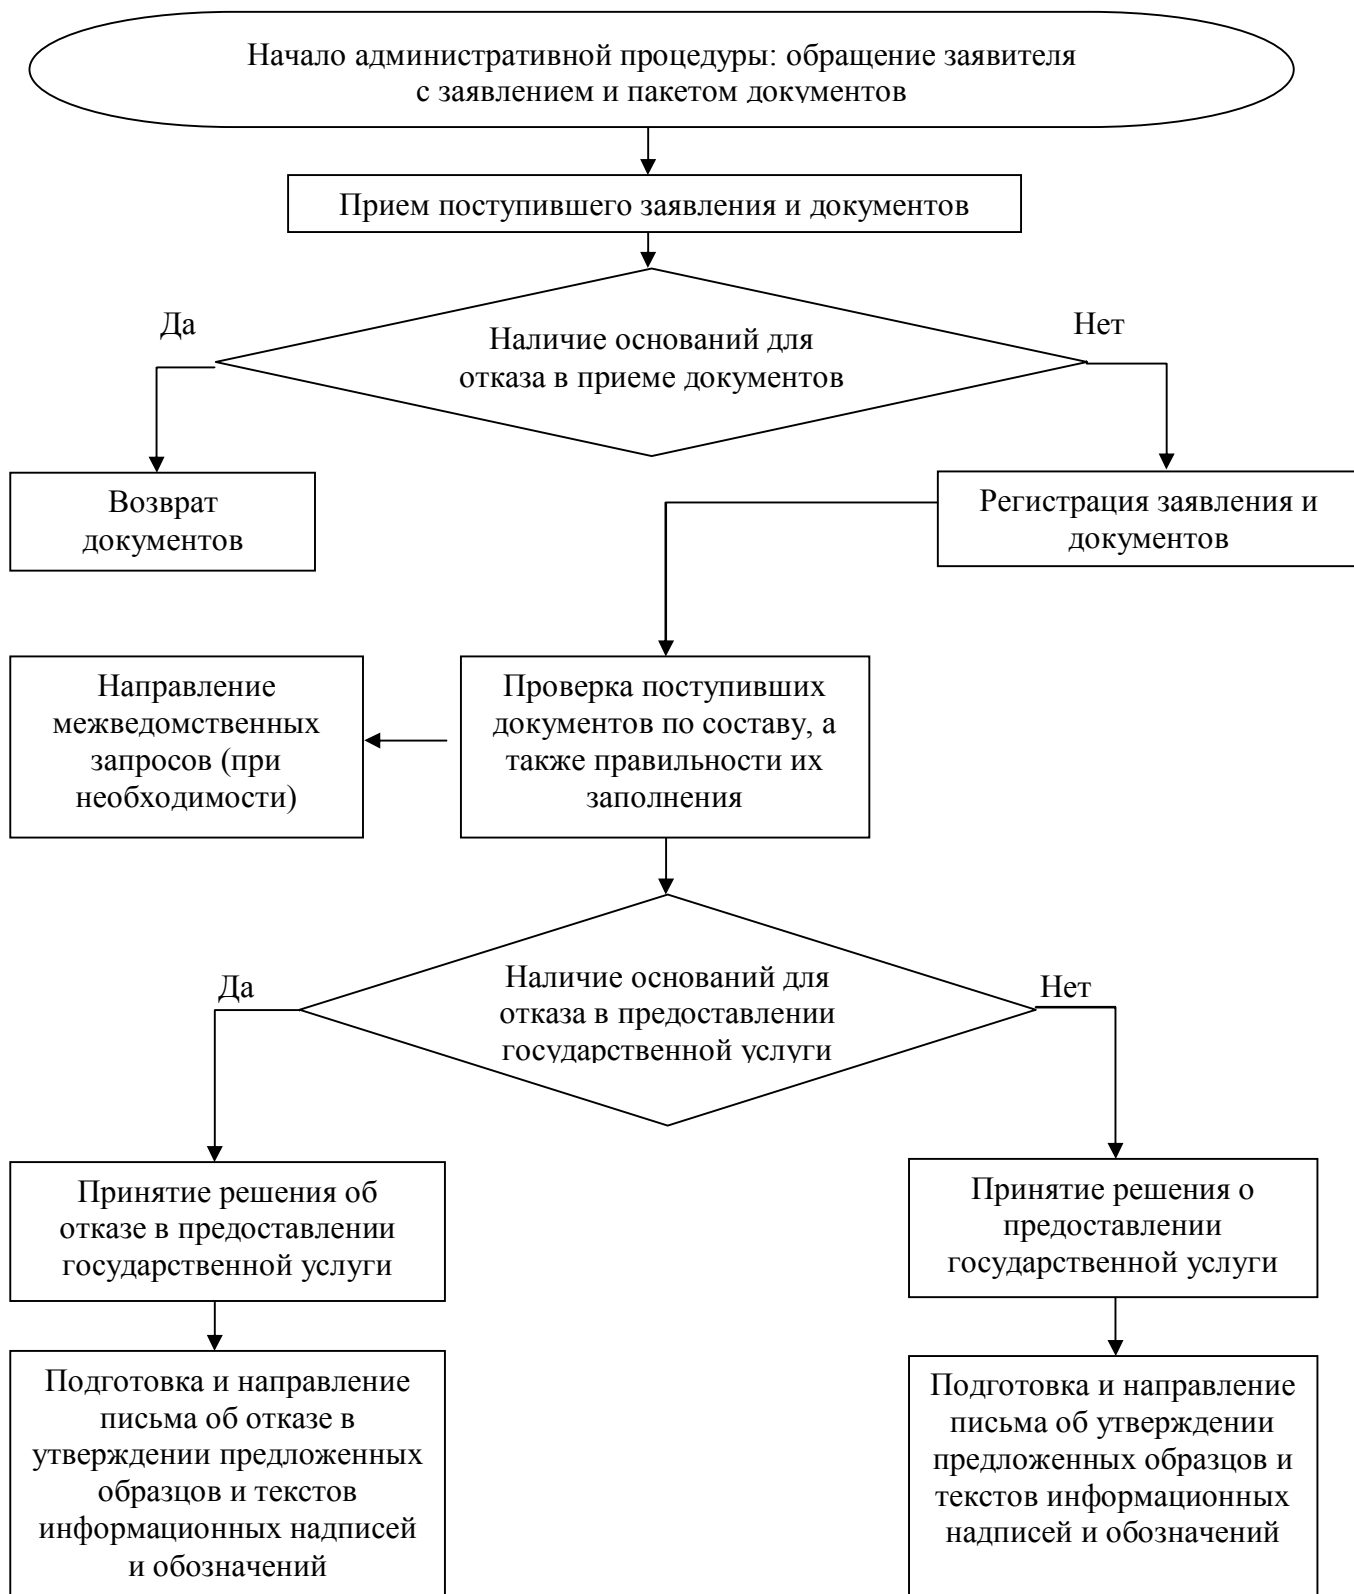 Начало административной процедуры: обращение заявителя
с заявлением и пакетом документов
Прием поступившего заявления и документов
Да
Нет
Наличие оснований для
отказа в приеме документов
Возврат
документов
Регистрация заявления и
документов
Направление
межведомственных
запросов (при
необходимости)
Проверка поступивших
документов по составу, а
также правильности их
заполнения
Да
Нет
Наличие оснований для
отказа в предоставлении
государственной услуги
Принятие решения об
отказе в предоставлении
государственной услуги
Принятие решения о
предоставлении
государственной услуги
Подготовка и направление
письма об отказе в
утверждении предложенных
образцов и текстов
информационных надписей
и обозначений
Подготовка и направление
письма об утверждении
предложенных образцов и
текстов информационных
надписей и обозначений